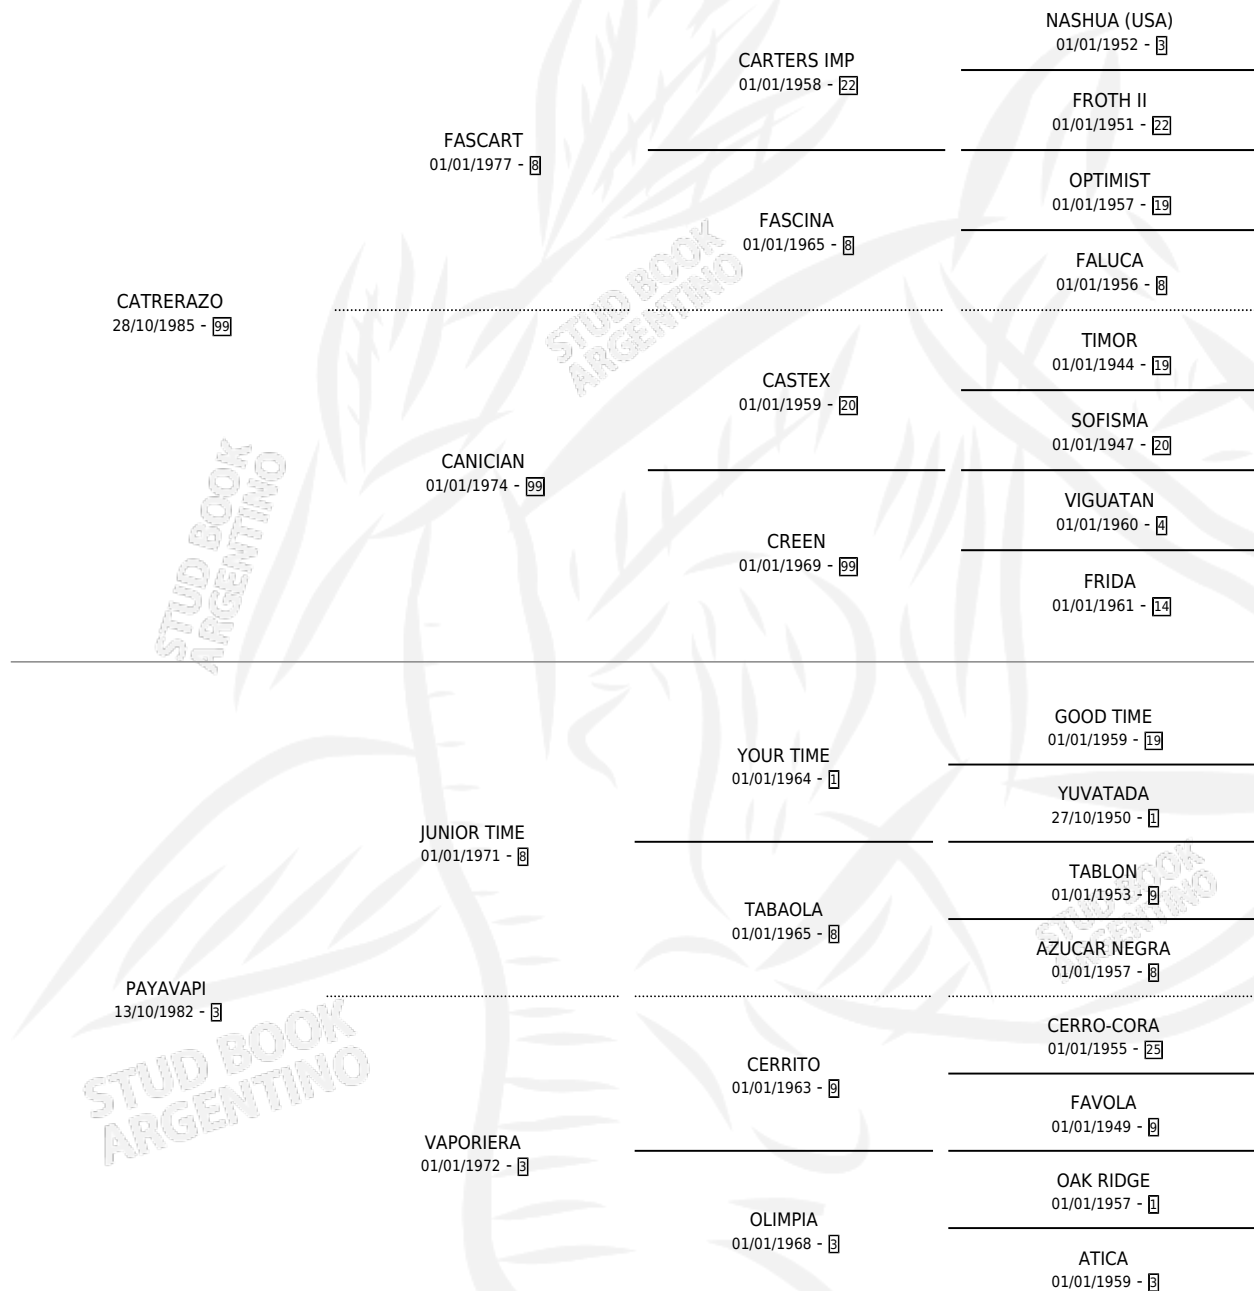 NASHUA (USA)
01/01/1952 - 3
CARTERS IMP
01/01/1958 - 22
FROTH II
01/01/1951 - 22
FASCART
01/01/1977 - 8
OPTIMIST
01/01/1957 - 19
FASCINA
01/01/1965 - 8
FALUCA
01/01/1956 - 8
CATRERAZO
28/10/1985 - 99
TIMOR
01/01/1944 - 19
CASTEX
01/01/1959 - 20
SOFISMA
01/01/1947 - 20
CANICIAN
01/01/1974 - 99
VIGUATAN
01/01/1960 - 4
CREEN
01/01/1969 - 99
FRIDA
01/01/1961 - 14
GOOD TIME
01/01/1959 - 19
YOUR TIME
01/01/1964 - 1
YUVATADA
27/10/1950 - 1
JUNIOR TIME
01/01/1971 - 8
TABLON
01/01/1953 - 9
TABAOLA
01/01/1965 - 8
AZUCAR NEGRA
01/01/1957 - 8
PAYAVAPI
13/10/1982 - 3
CERRO-CORA
01/01/1955 - 25
CERRITO
01/01/1963 - 9
FAVOLA
01/01/1949 - 9
VAPORIERA
01/01/1972 - 3
OAK RIDGE
01/01/1957 - 1
OLIMPIA
01/01/1968 - 3
ATICA
01/01/1959 - 3
STUD BOOK
ARGENTINO
STUD BOOK
ARGENTINO
STUD BOOK
ARGENTINO
STUD BOOK
ARGENTINO